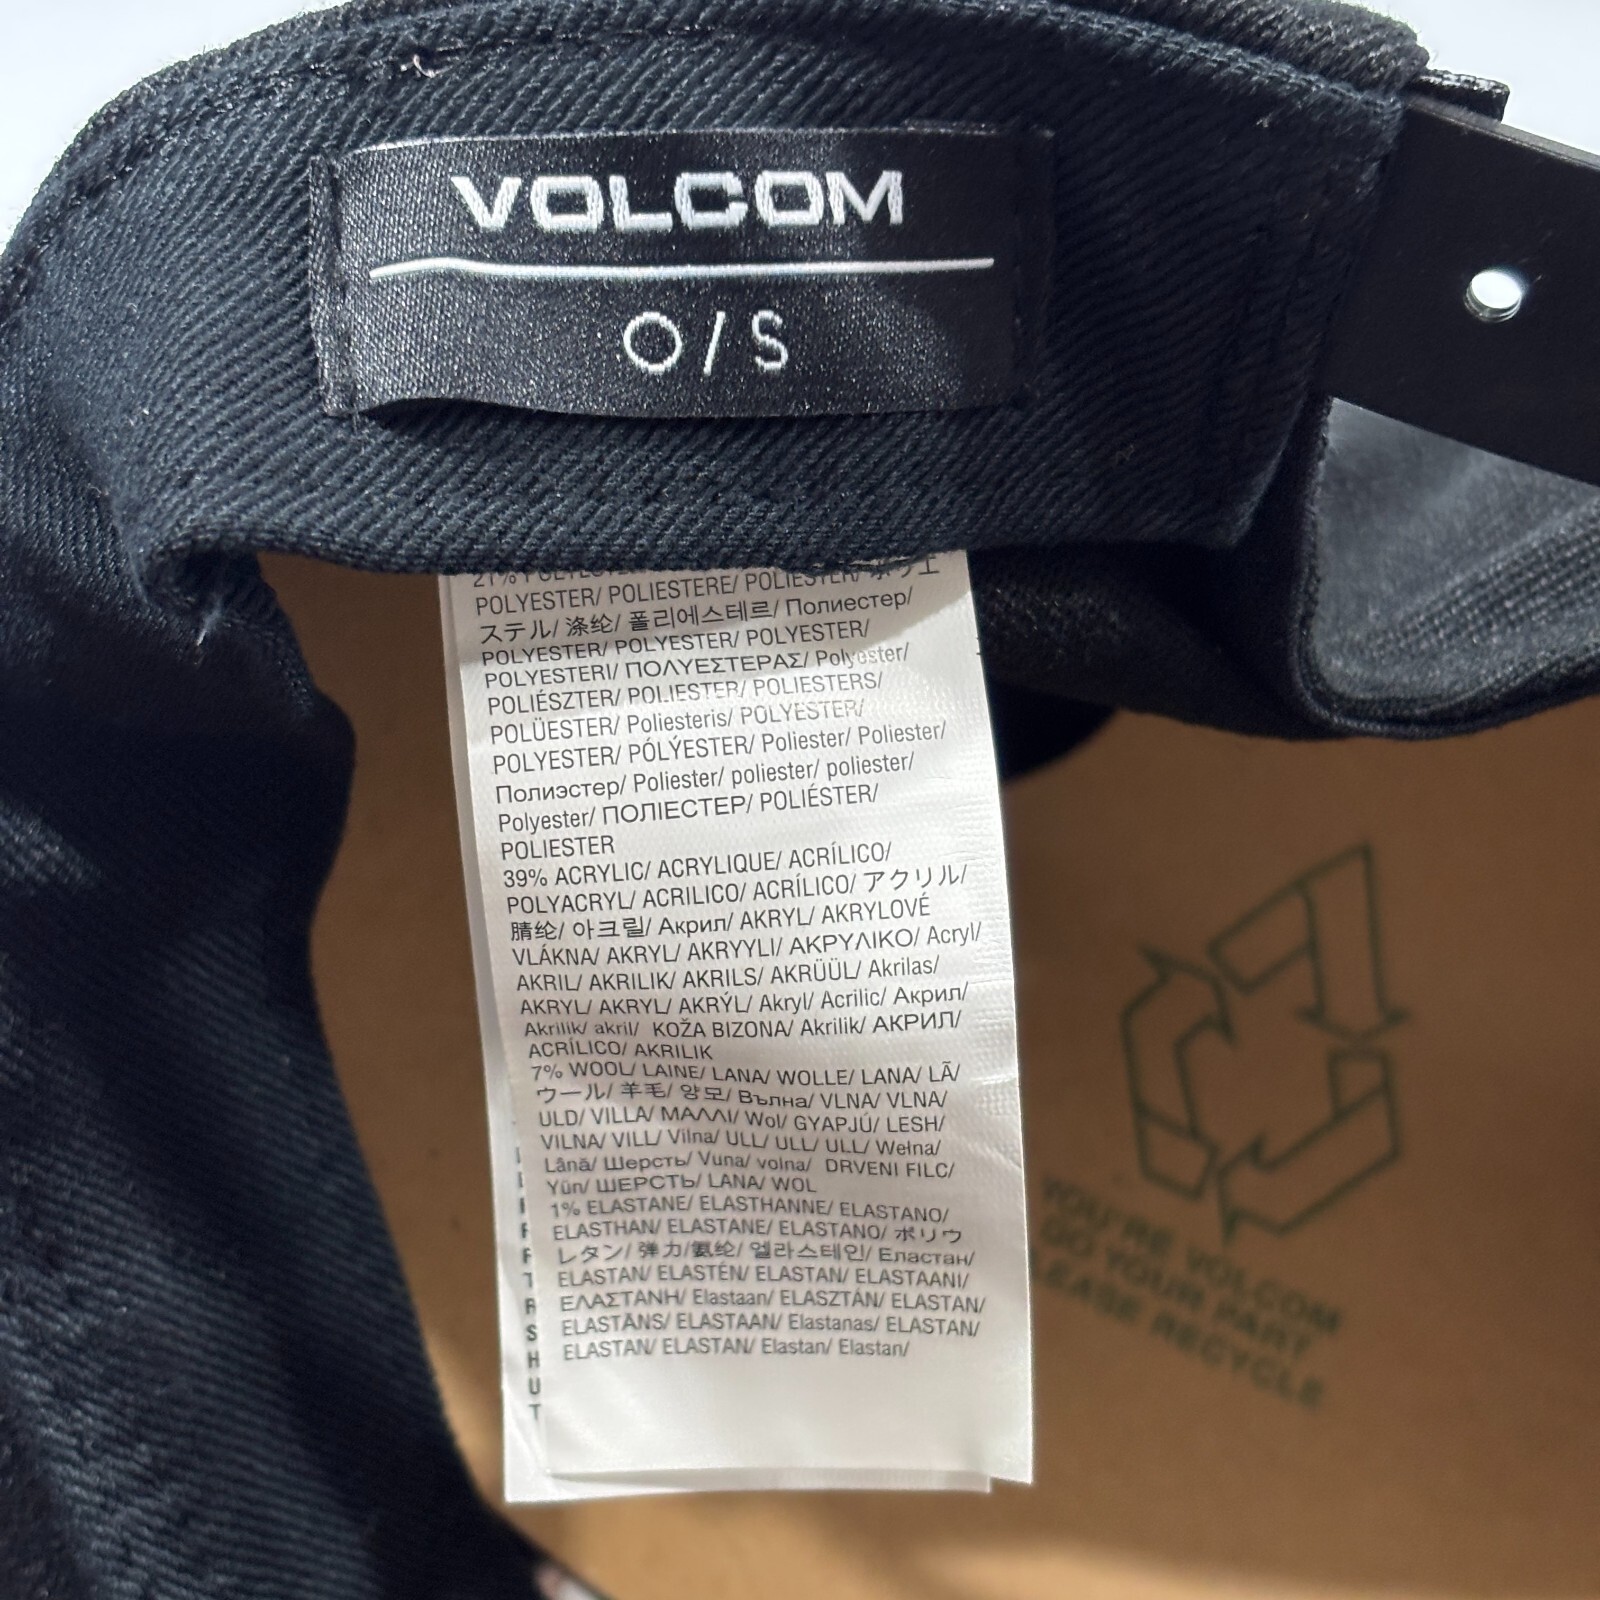 VOLCOM
O/S
21% POLYESTER/
POLYESTER/ POLIESTERE/ POLIÉSTER/ ポリエ
ステル/ 涤纶/ 폴리에스테르/ Полиестер/
POLYESTER/ POLYESTER/ POLYESTER/
POLYESTERI/ ΠΟΛΥΕΣΤΕΡΑΣ/ Polyester/
POLIÉSZTER/ POLIESTER/ POLIESTERS/
POLÜESTER/ Poliesteris/ POLYESTER/
POLYESTER/ PÓLÝESTER/ Poliester/ Poliester/
Полиэстер/ Poliester/ poliester/ poliester/
Polyester/ ПОЛІЕСТЕР/ POLIÉSTER/
POLIESTER
39% ACRYLIC/ ACRYLIQUE/ ACRÍLICO/
POLYACRYL/ ACRILICO/ ACRÍLICO/ アクリル/
腈纶/ 아크릴/ Акрил/ AKRYL/ AKRYLOVÉ
VLÁKNA/ AKRYL/ AKRYYLI/ ΑΚΡΥΛΙΚΟ/ Acryl/
AKRIL/ AKRILIK/ AKRILS/ AKRÜÜL/ Akrilas/
AKRYL/ AKRYL/ AKRÝL/ Akryl/ Acrilic/ Акрил/
Akrilik/ akril/ KOŽA BIZONA/ Akrilik/ АКРИЛ/
ACRÍLICO/ AKRILIK
7% WOOL/ LAINE/ LANA/ WOLLE/ LANA/ LÃ/
ウール/ 羊毛/ 양모/ Вълна/ VLNA/ VLNA/
ULD/ VILLA/ ΜΑΛΛΙ/ Wol/ GYAPJÚ/ LESH/
VILNA/ VILL/ Vilna/ ULL/ ULL/ ULL/ Wełna/
Lână/ Шерсть/ Vuna/ volna/ DRVENI FILC/
Yün/ ШЕРСТЬ/ LANA/ WOL
1% ELASTANE/ ELASTHANNE/ ELASTANO/
ELASTHAN/ ELASTANE/ ELASTANO/ ポリウ
レタン/ 弹力/氨纶/ 엘라스테인/ Еластан/
ELASTAN/ ELASTÉN/ ELASTAN/ ELASTAANI/
ΕΛΑΣΤΑΝΗ/ Elastaan/ ELASZTÁN/ ELASTAN/
ELASTĀNS/ ELASTAAN/ Elastanas/ ELASTAN/
ELASTAN/ ELASTAN/ Elastan/ Elastan/
YOU'RE VOLCOM
DO YOUR PART
PLEASE RECYCLE